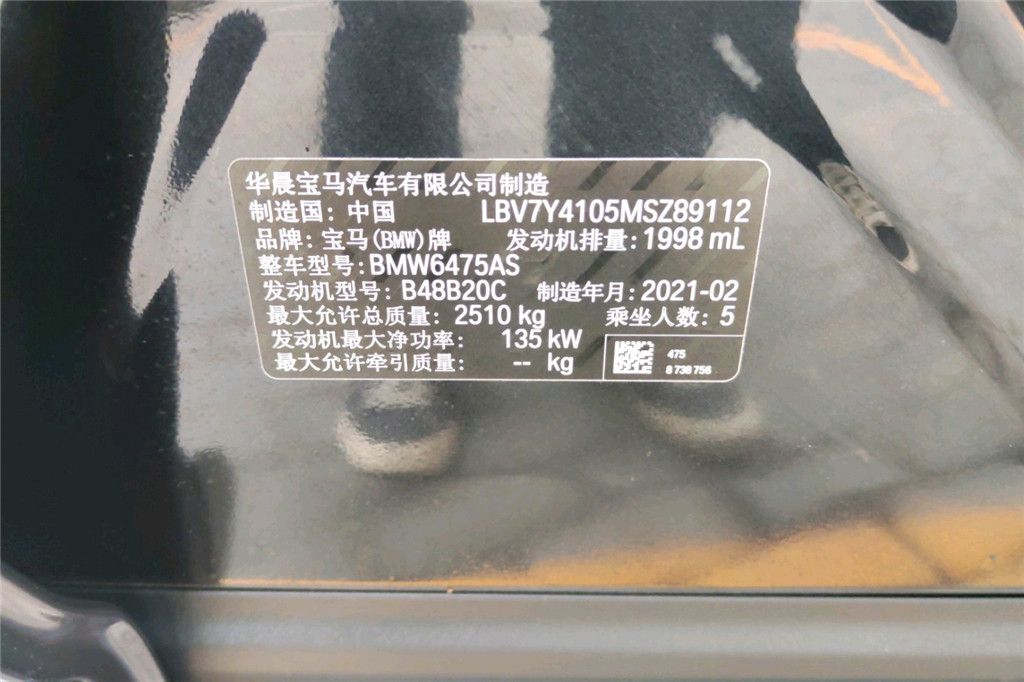 华晨宝马汽车有限公司制造
制造国: 中国 LBV7Y4105MSZ89112
品牌: 宝马(BMW)牌 发动机排量: 1998 mL
整车型号: BMW6475AS
发动机型号: B48B20C 制造年月: 2021-02
最大允许总质量: 2510 kg 乘坐人数: 5
发动机最大净功率: 135 kW
最大允许牵引质量: -- kg
475
8 738 756